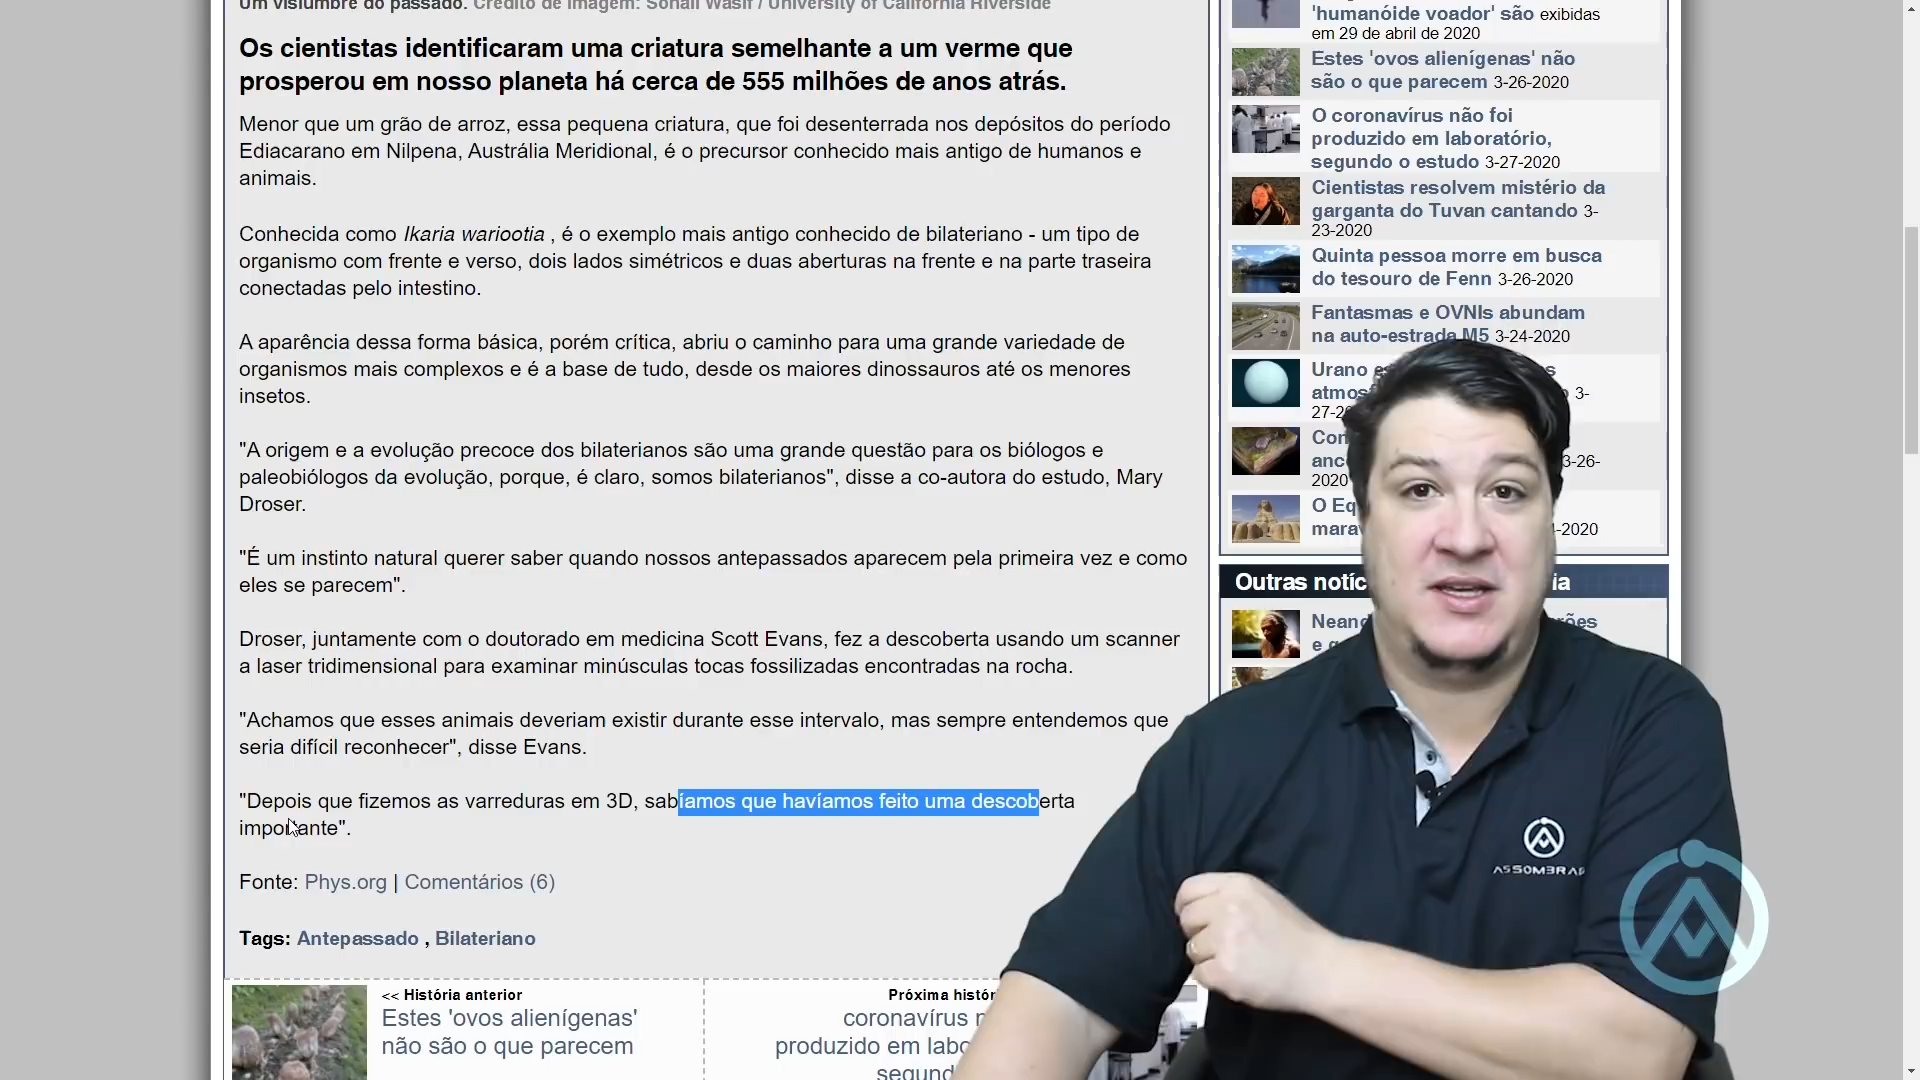 Um vislumbre do passado. Crédito de imagem: Sohail Wasif / University of California Riverside
Os cientistas identificaram uma criatura semelhante a um verme que
prosperou em nosso planeta há cerca de 555 milhões de anos atrás.
Menor que um grão de arroz, essa pequena criatura, que foi desenterrada nos depósitos do período
Ediacarano em Nilpena, Austrália Meridional, é o precursor conhecido mais antigo de humanos e
animais.
Conhecida como Ikaria wariootia , é o exemplo mais antigo conhecido de bilateriano - um tipo de
organismo com frente e verso, dois lados simétricos e duas aberturas na frente e na parte traseira
conectadas pelo intestino.
A aparência dessa forma básica, porém crítica, abriu o caminho para uma grande variedade de
organismos mais complexos e é a base de tudo, desde os maiores dinossauros até os menores
insetos.
"A origem e a evolução precoce dos bilaterianos são uma grande questão para os biólogos e
paleobiólogos da evolução, porque, é claro, somos bilaterianos", disse a co-autora do estudo, Mary
Droser.
"É um instinto natural querer saber quando nossos antepassados aparecem pela primeira vez e como
eles se parecem".
Droser, juntamente com o doutorado em medicina Scott Evans, fez a descoberta usando um scanner
a laser tridimensional para examinar minúsculas tocas fossilizadas encontradas na rocha.
"Achamos que esses animais deveriam existir durante esse intervalo, mas sempre entendemos que
seria difícil reconhecer", disse Evans.
"Depois que fizemos as varreduras em 3D, sabíamos que havíamos feito uma descoberta
importante".
Fonte: Phys.org | Comentários (6)
Tags: Antepassado , Bilateriano
<< História anterior
Estes 'ovos alienígenas'
não são o que parecem
Próxima
coronavírus
produzido em
'humanóide voador' são exibidas
em 29 de abril de 2020
Estes 'ovos alienígenas' não
são o que parecem 3-26-2020
O coronavírus não foi
produzido em laboratório,
segundo o estudo 3-27-2020
Cientistas resolvem mistério da
garganta do Tuvan cantando 3-
23-2020
Quinta pessoa morre em busca
do tesouro de Fenn 3-26-2020
Fantasmas e OVNIs abundam
na auto-estrada M5 3-24-2020
Urano
3-
3-26-
2020
O
-2020
Outras
e
ASSOMBRAD